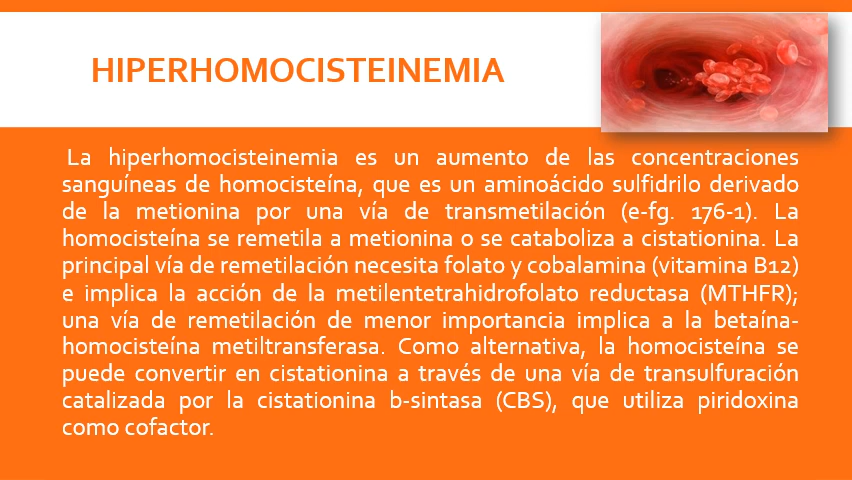 HIPERHOMOCISTEINEMIA
La hiperhomocisteinemia es un aumento de las concentraciones
sanguíneas de homocisteína, que es un aminoácido sulfidrilo derivado
de la metionina por una vía de transmetilación (e-fg. 176-1). La
homocisteína se remetila a metionina o se cataboliza a cistationina. La
principal vía de remetilación necesita folato y cobalamina (vitamina B12)
e implica la acción de la metilentetrahidrofolato reductasa (MTHFR);
una vía de remetilación de menor importancia implica a la betaína-
homocisteína metiltransferasa. Como alternativa, la homocisteína se
puede convertir en cistationina a través de una vía de transulfuración
catalizada por la cistationina b-sintasa (CBS), que utiliza piridoxina
como cofactor.